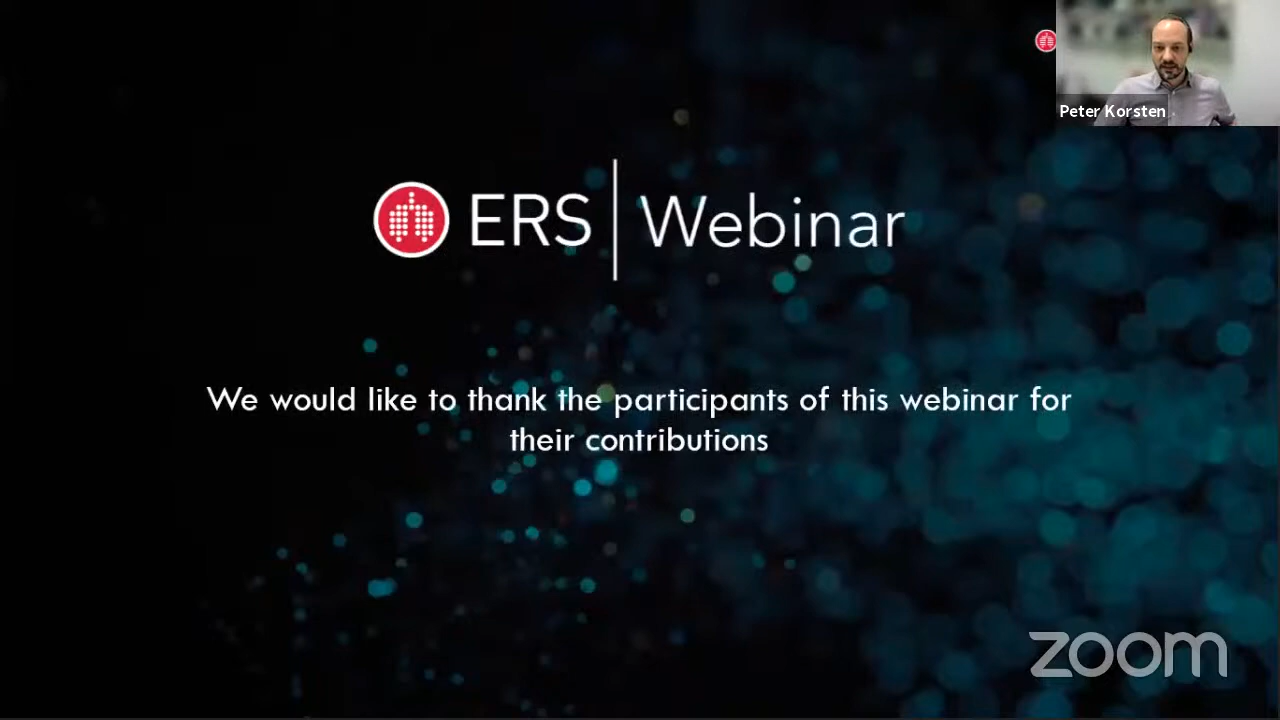 Peter Korsten
ERS | Webinar
We would like to thank the participants of this webinar for
their contributions
zoom